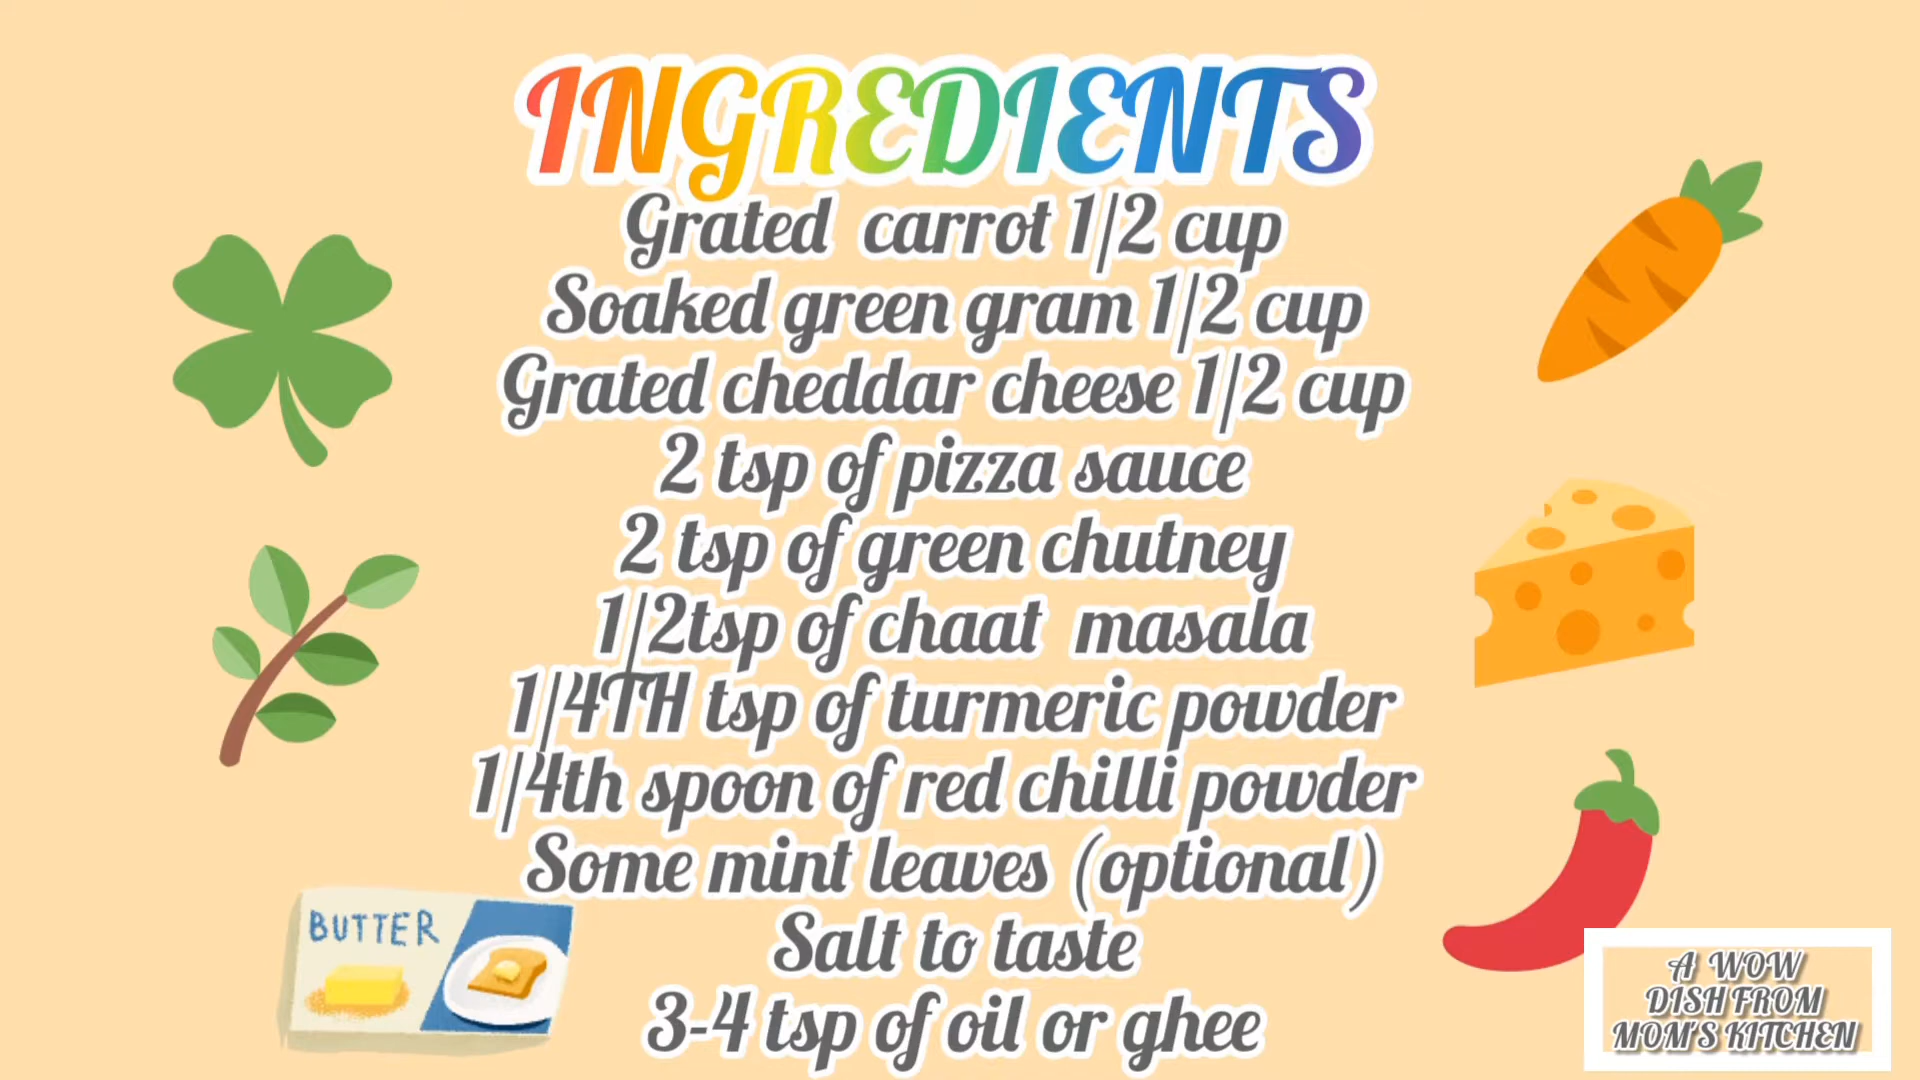 INGREDIENTS
Grated carrot 1/2 cup
Soaked green gram 1/2 cup
Grated cheddar cheese 1/2 cup
2 tsp of pizza sauce
2 tsp of green chutney
1/2tsp of chaat masala
1/4TH tsp of turmeric powder
1/4th spoon of red chilli powder
Some mint leaves (optional)
Salt to taste
3-4 tsp of oil or ghee
BUTTER
A WOW
DISH FROM
MOM'S KITCHEN